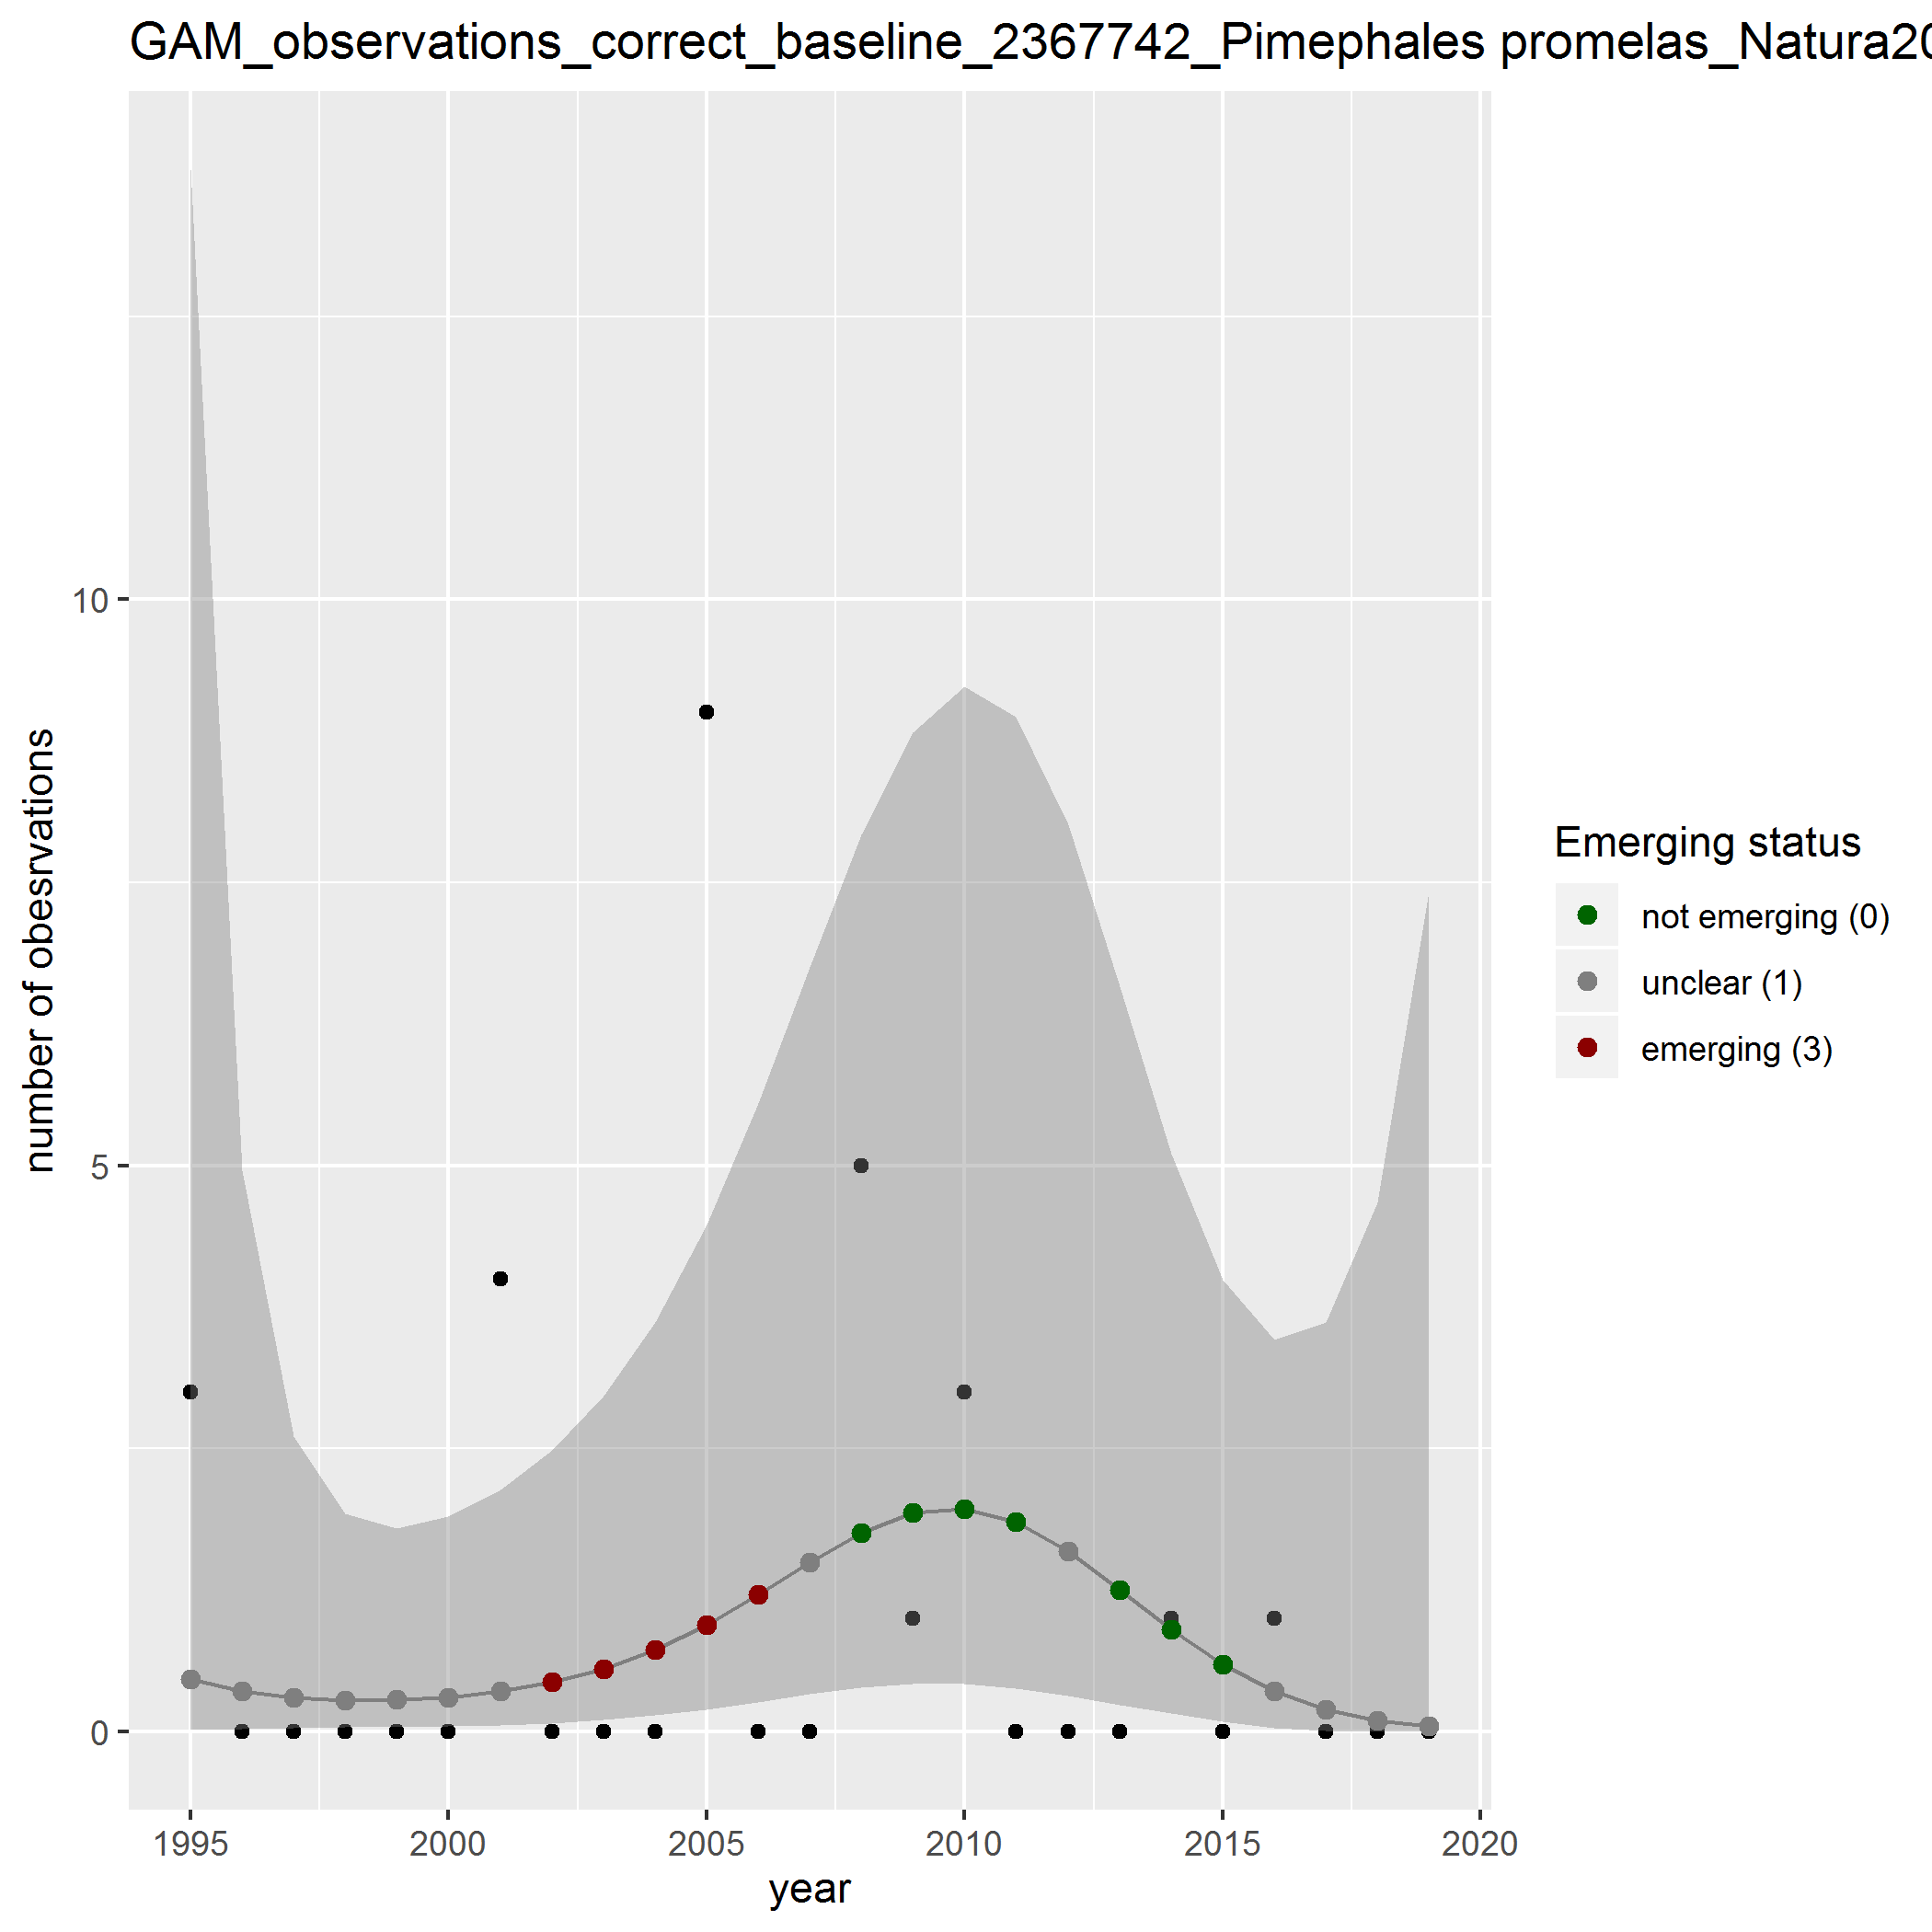 GAM_observations_correct_baseline_2367742_Pimephales promelas_Natura20
number of obesrvations
10
5
0
1995 2000 2005 2010 2015 2020
year
Emerging status
not emerging (0)
unclear (1)
emerging (3)